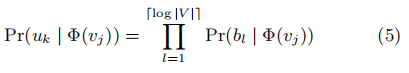 Pr(u_k | Φ(v_j)) = ∏_{l=1}^{⌈log |V|⌉} Pr(b_l | Φ(v_j)) (5)